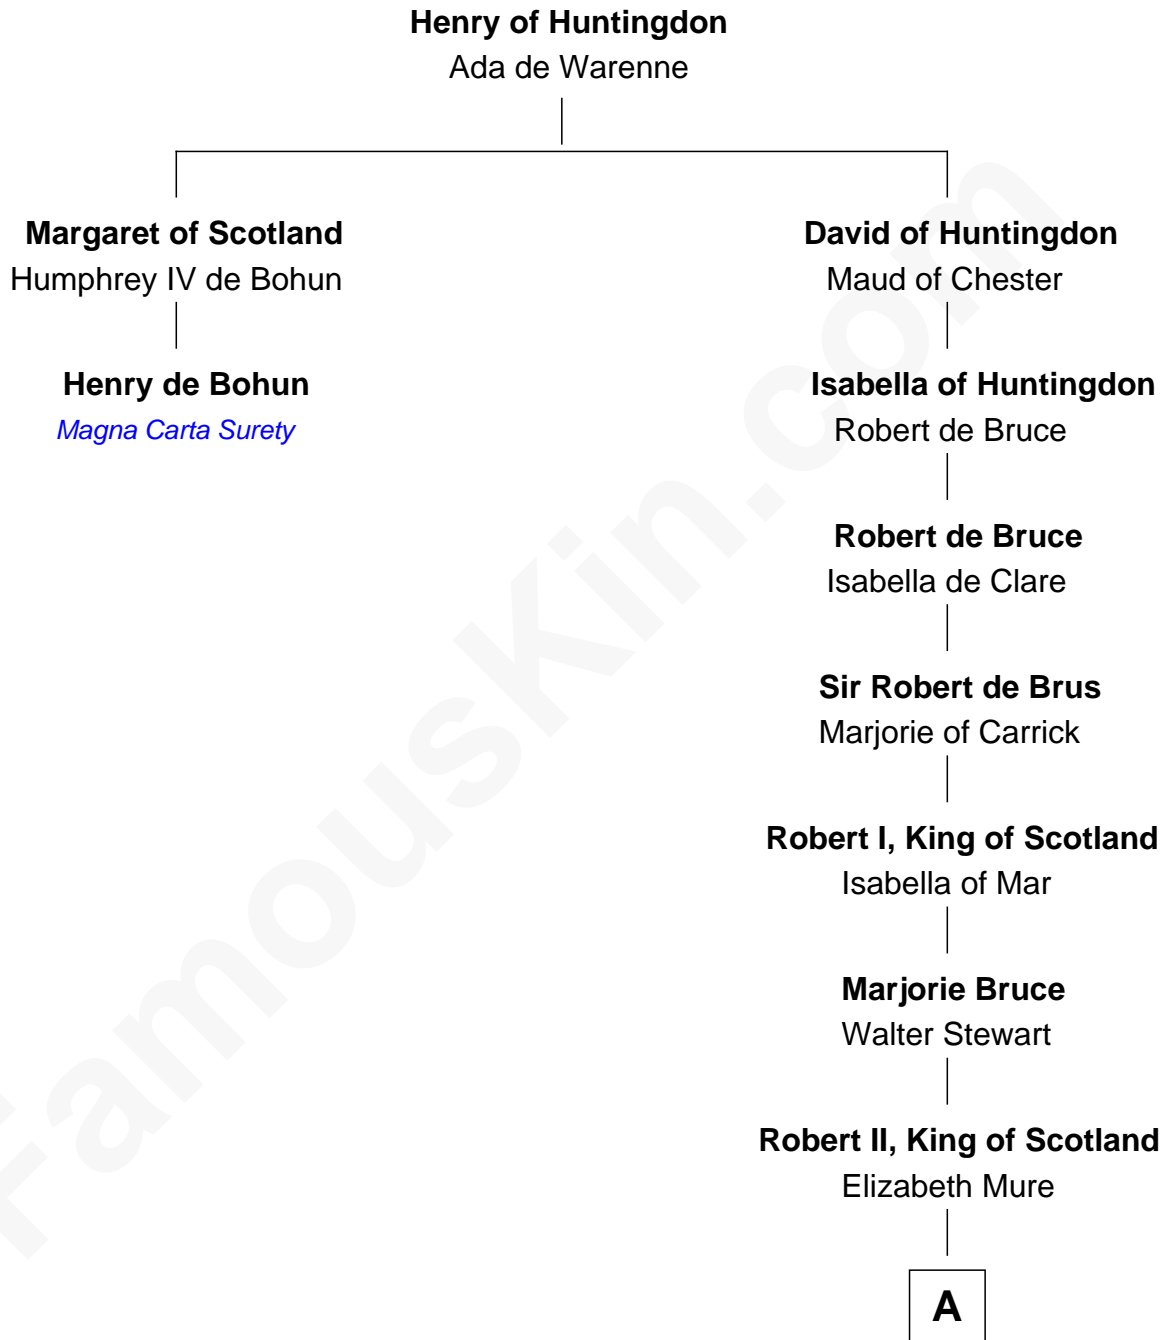 Henry of Huntingdon
Ada de Warenne
Margaret of Scotland
Humphrey IV de Bohun
Henry de Bohun
Magna Carta Surety
David of Huntingdon
Maud of Chester
Isabella of Huntingdon
Robert de Bruce
Robert de Bruce
Isabella de Clare
Sir Robert de Brus
Marjorie of Carrick
Robert I, King of Scotland
Isabella of Mar
Marjorie Bruce
Walter Stewart
Robert II, King of Scotland
Elizabeth Mure
A
FamousKin.com